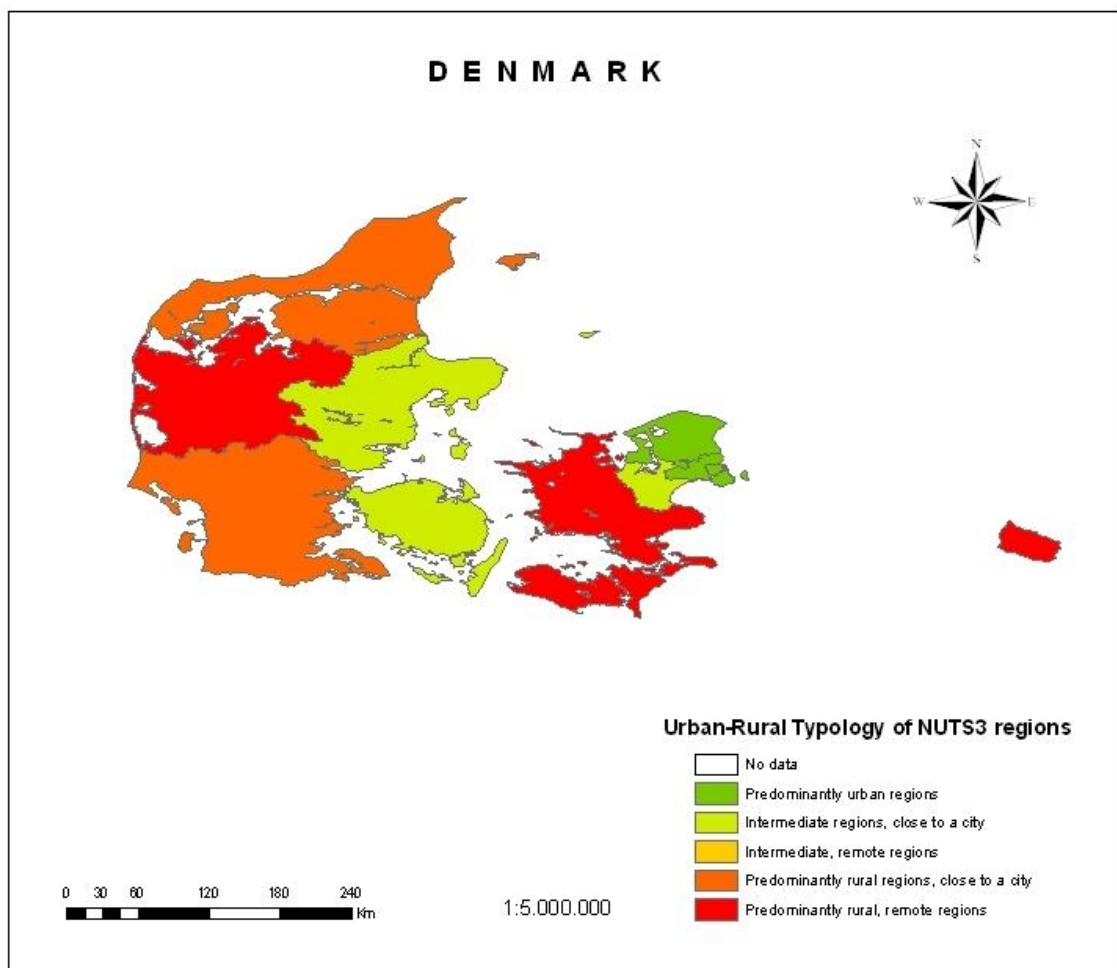 D E N M A R K
N
W E
S
Urban-Rural Typology of NUTS3 regions
No data
Predominantly urban regions
Intermediate regions, close to a city
Intermediate, remote regions
Predominantly rural regions, close to a city
Predominantly rural, remote regions
0 30 60 120 180 240
Km
1:5.000.000